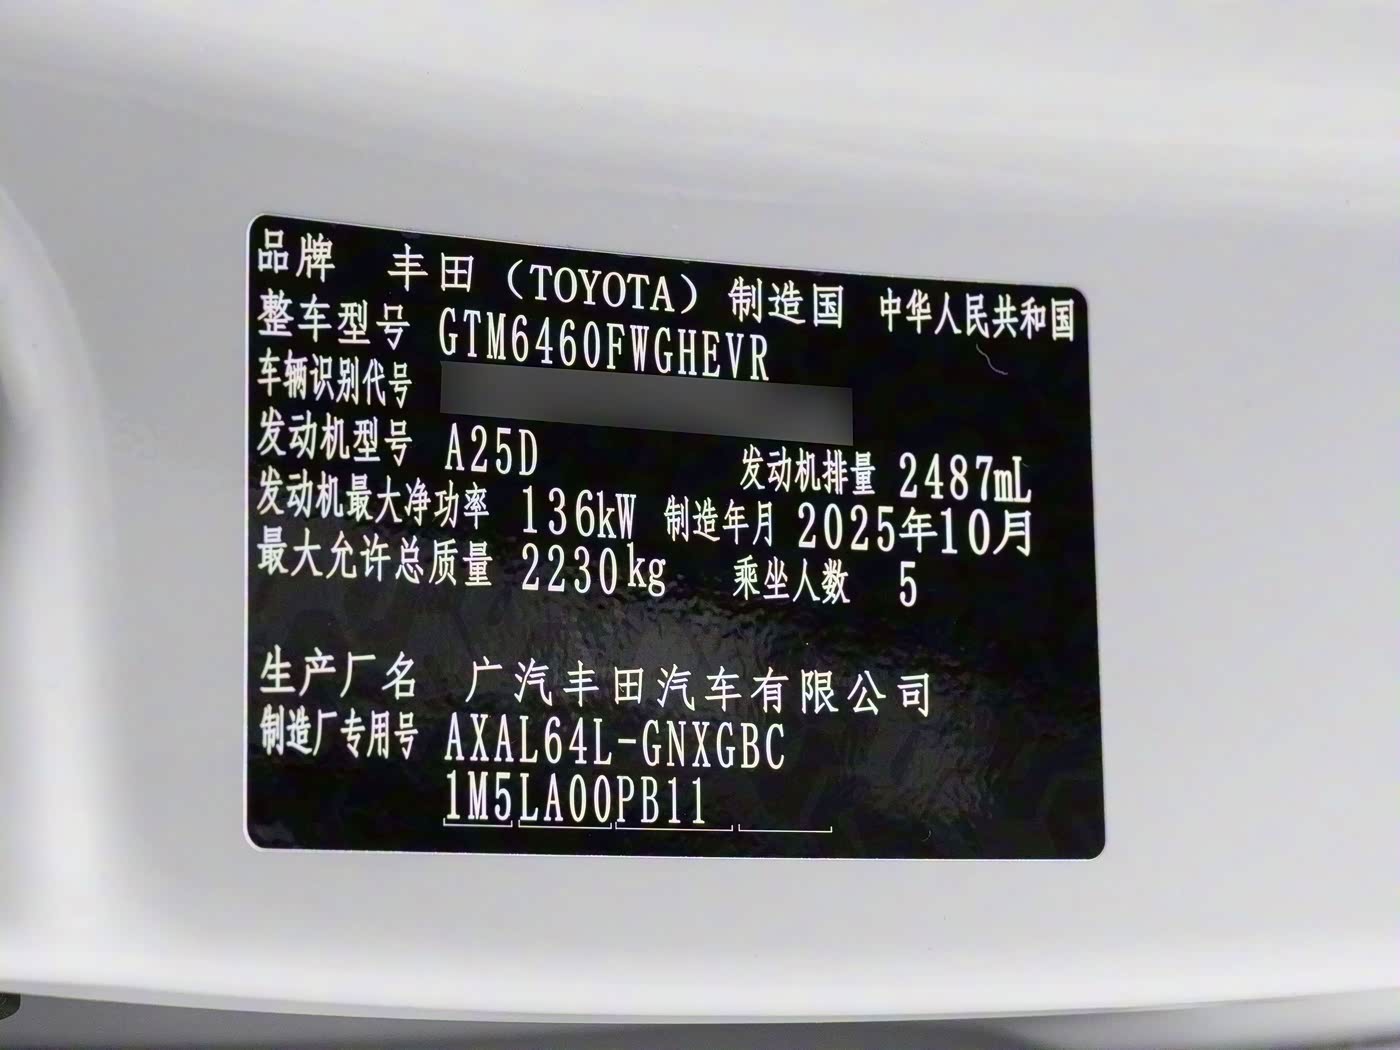 品牌 丰田（TOYOTA）制造国 中华人民共和国
整车型号 GTM6460FWGHEVR
车辆识别代号
发动机型号 A25D 发动机排量 2487mL
发动机最大净功率 136kW 制造年月 2025年10月
最大允许总质量 2230kg 乘坐人数 5
生产厂名 广汽丰田汽车有限公司
制造厂专用号 AXAL64L-GNXGBC
1M5LA00PB11